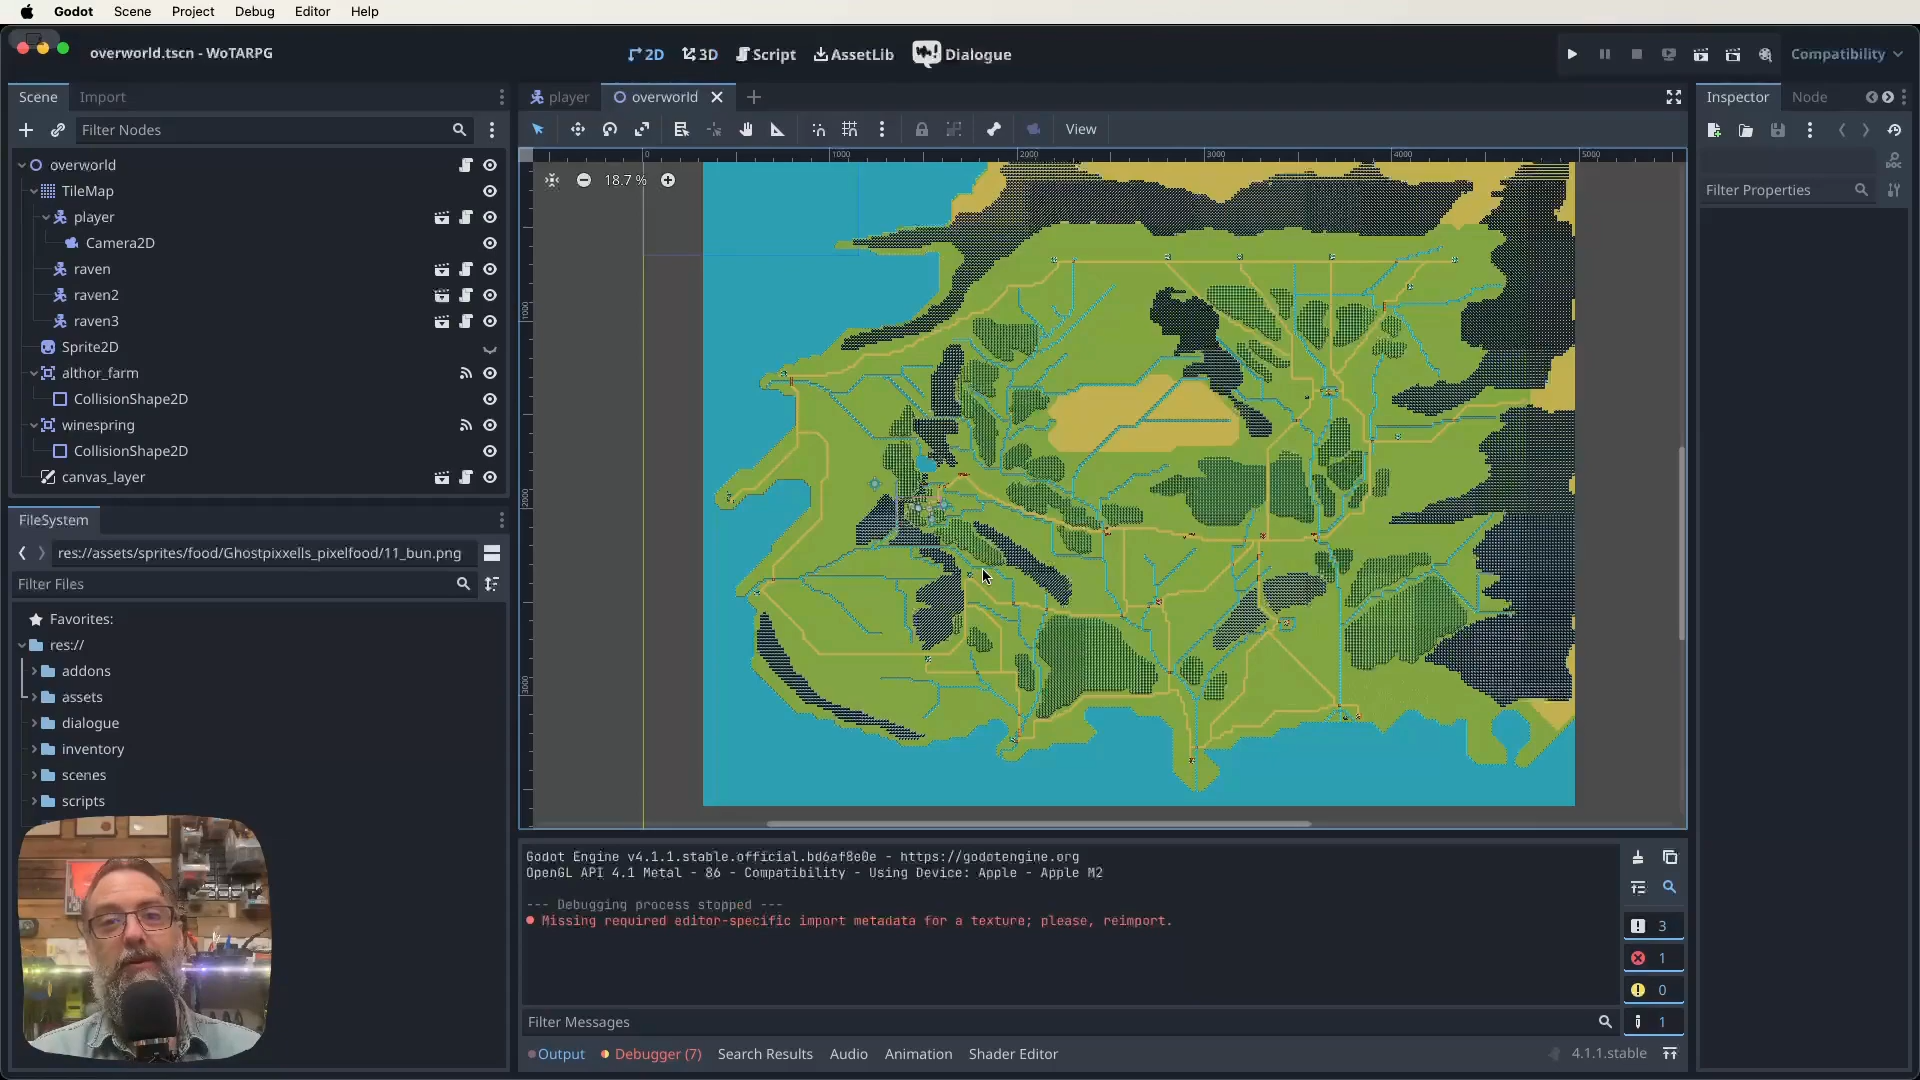 Godot Scene Project Debug Editor Help
overworld.tscn - WoTARPG
2D 3D Script AssetLib Dialogue
Compatibility
Scene Import
player overworld
Inspector Node
Filter Nodes
View
overworld
TileMap
player
Camera2D
raven
raven2
raven3
Sprite2D
althor_farm
CollisionShape2D
winespring
CollisionShape2D
canvas_layer
0 1000 2000 3000 4000 5000
18.7 %
1000
2000
3000
Filter Properties
FileSystem
res://assets/sprites/food/Ghostpixxells_pixelfood/11_bun.png
Filter Files
Favorites:
res://
addons
assets
dialogue
inventory
scenes
scripts
Godot Engine v4.1.1.stable.official.bd6af8e0e - https://godotengine.org
OpenGL API 4.1 Metal - 86 - Compatibility - Using Device: Apple - Apple M2
--- Debugging process stopped ---
Missing required editor-specific import metadata for a texture; please, reimport.
3
1
0
1
Filter Messages
Output Debugger (7) Search Results Audio Animation Shader Editor
4.1.1.stable